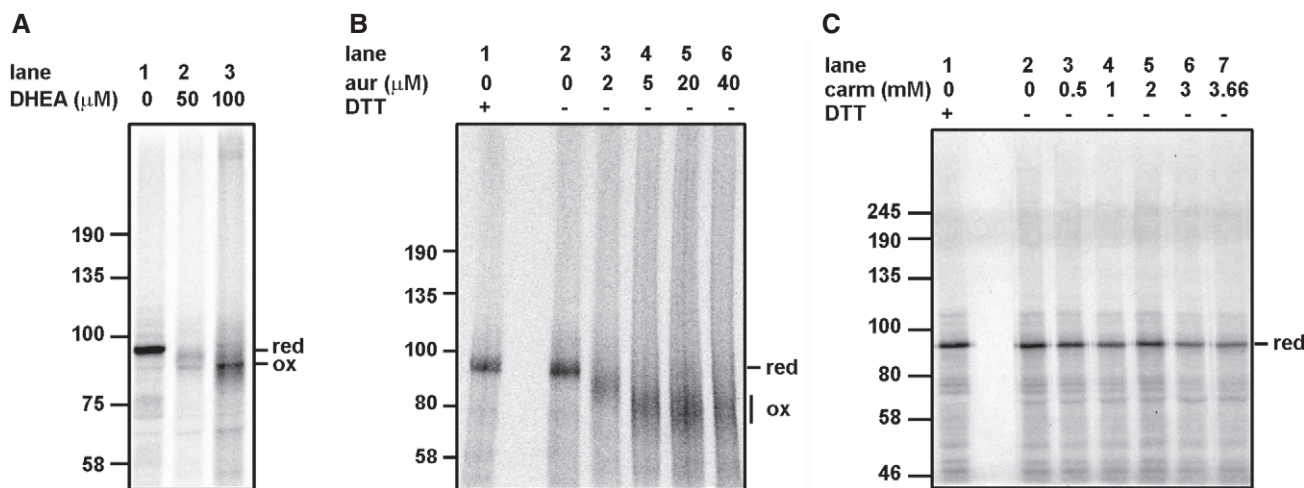 A
lane 1 2 3
DHEA (μM) 0 50 100
190
135
100
75
58
red
ox
B
lane 1 2 3 4 5 6
aur (μM) 0 0 2 5 20 40
DTT + - - - - -
190
135
100
80
58
red
ox
C
lane 1 2 3 4 5 6 7
carm (mM) 0 0 0.5 1 2 3 3.66
DTT + - - - - - -
245
190
135
100
80
58
46
red